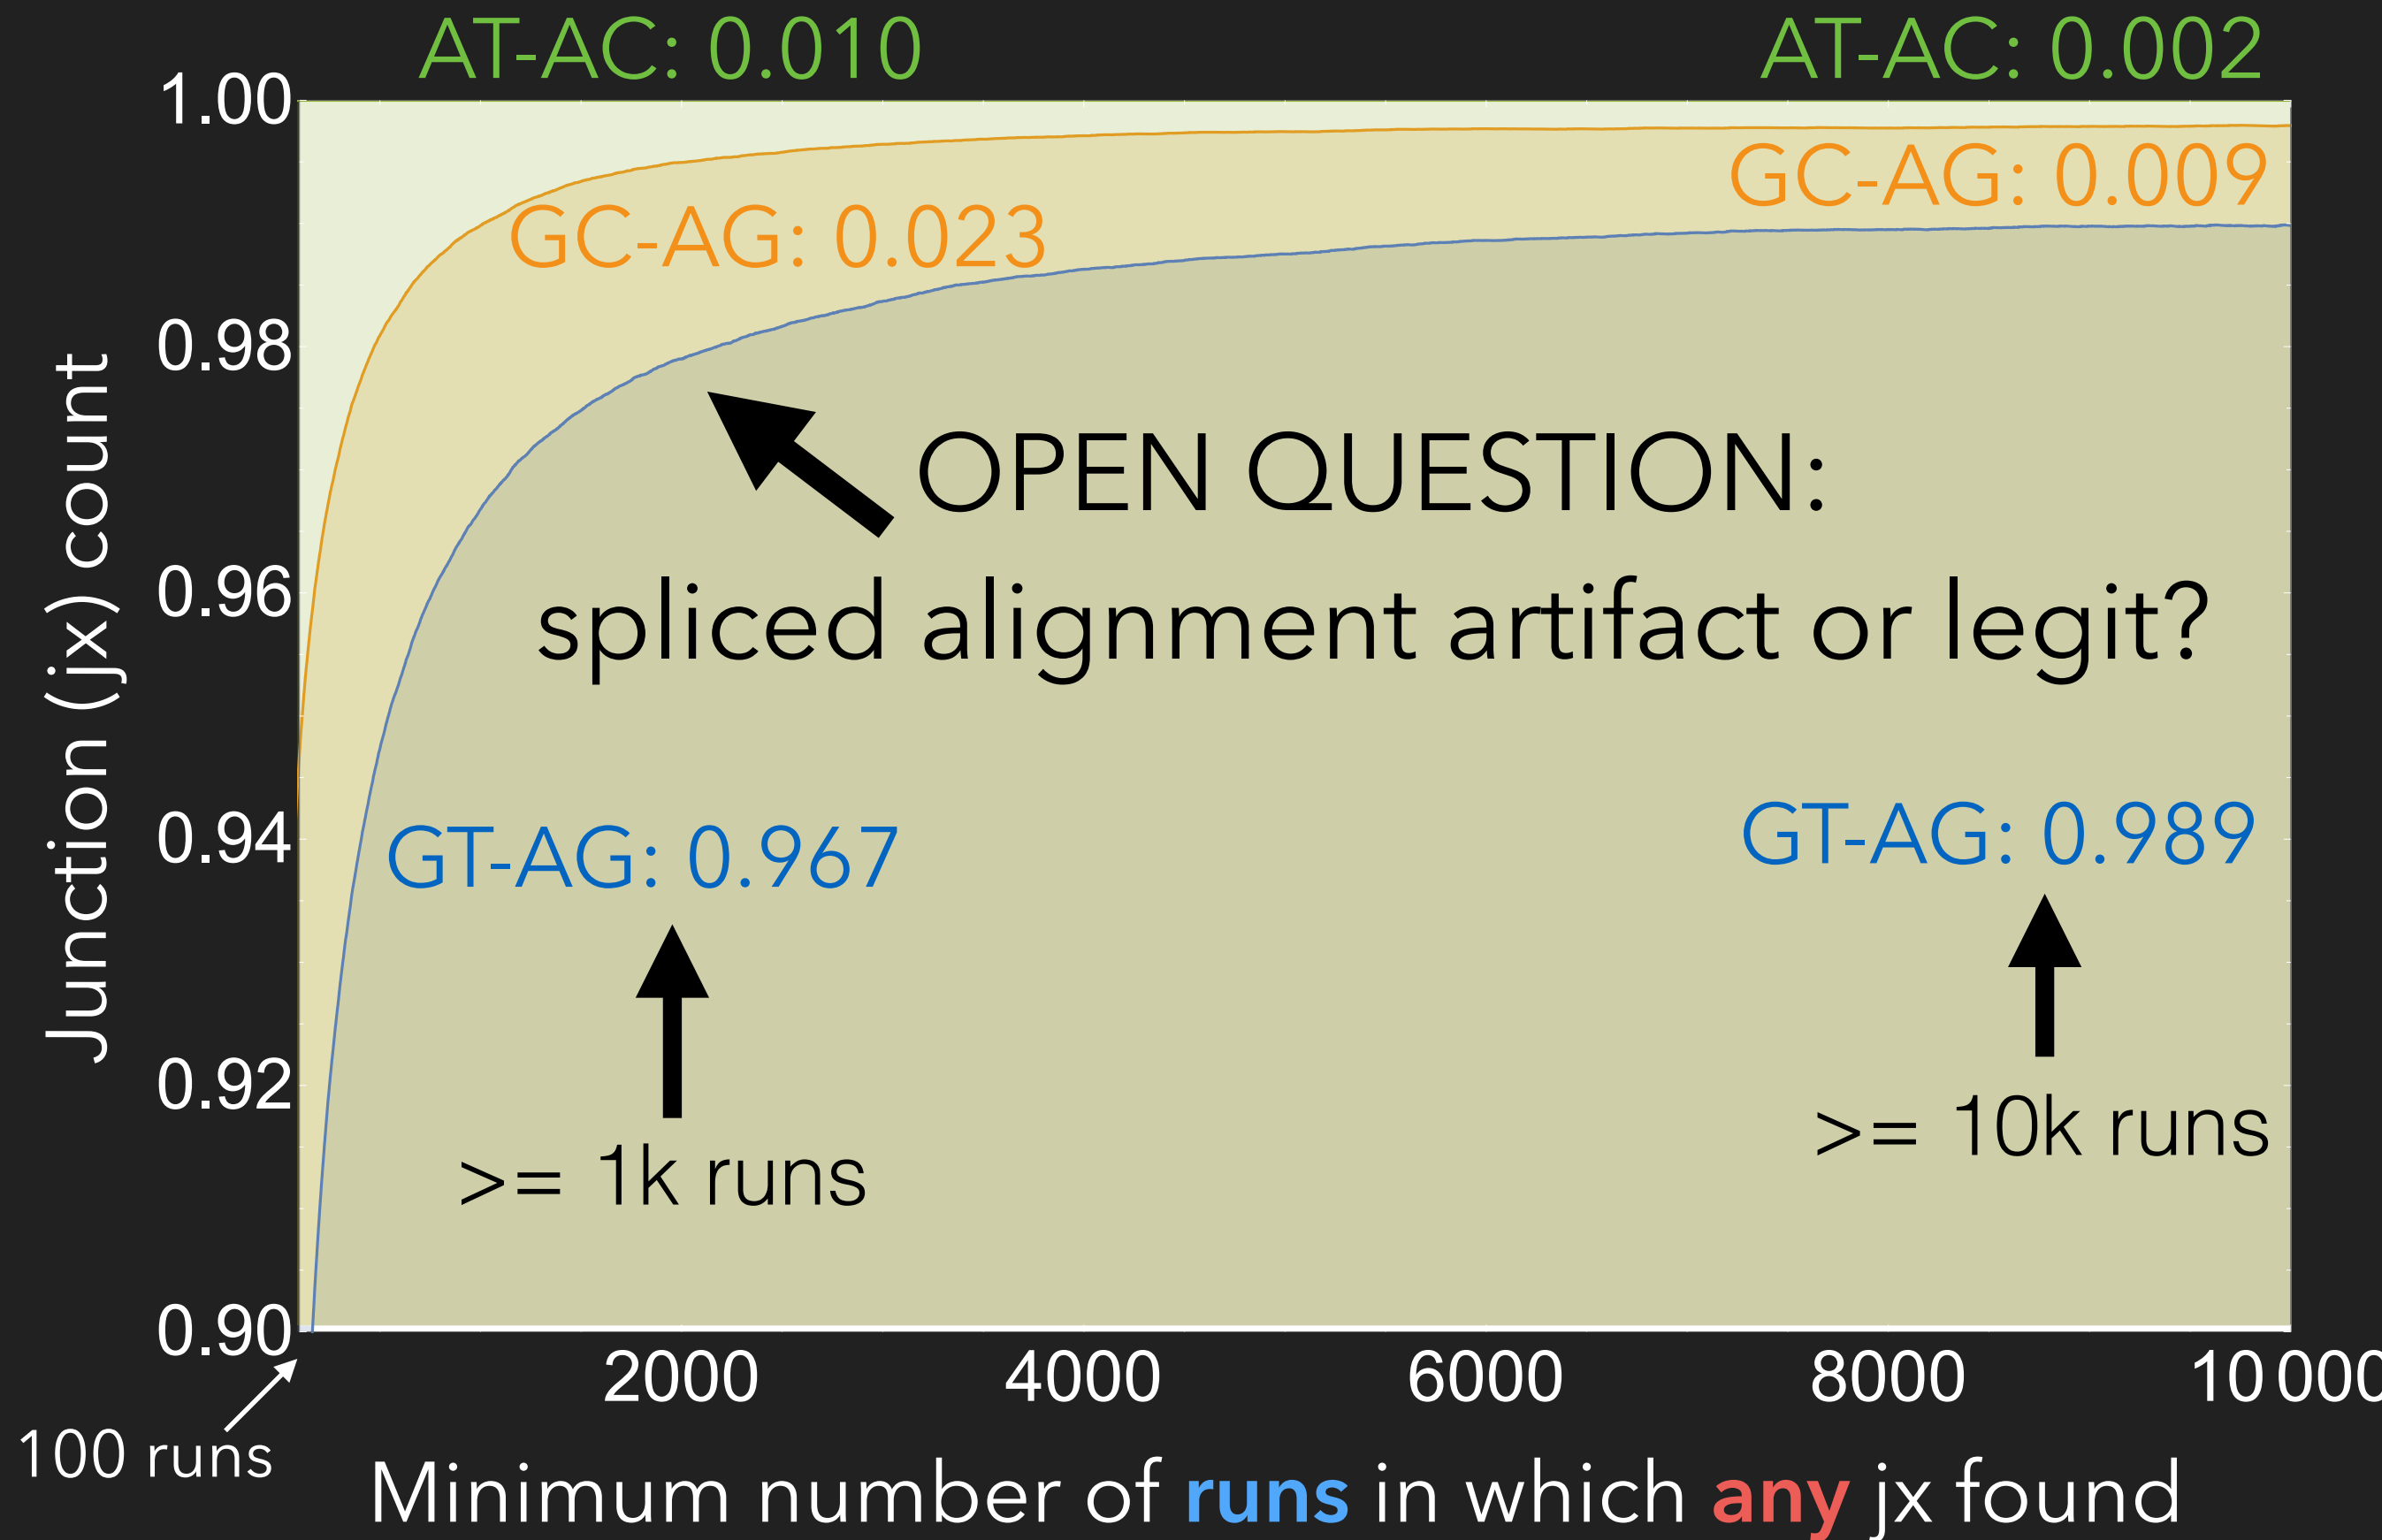 AT-AC: 0.010
AT-AC: 0.002
1.00
GC-AG: 0.009
GC-AG: 0.023
0.98
OPEN QUESTION:
spliced alignment artifact or legit?
0.96
0.94
GT-AG: 0.967
GT-AG: 0.989
0.92
>= 1k runs
>= 10k runs
0.90
Junction (jx) count
2000
4000
6000
8000
10000
100 runs
Minimum number of runs in which any jx found